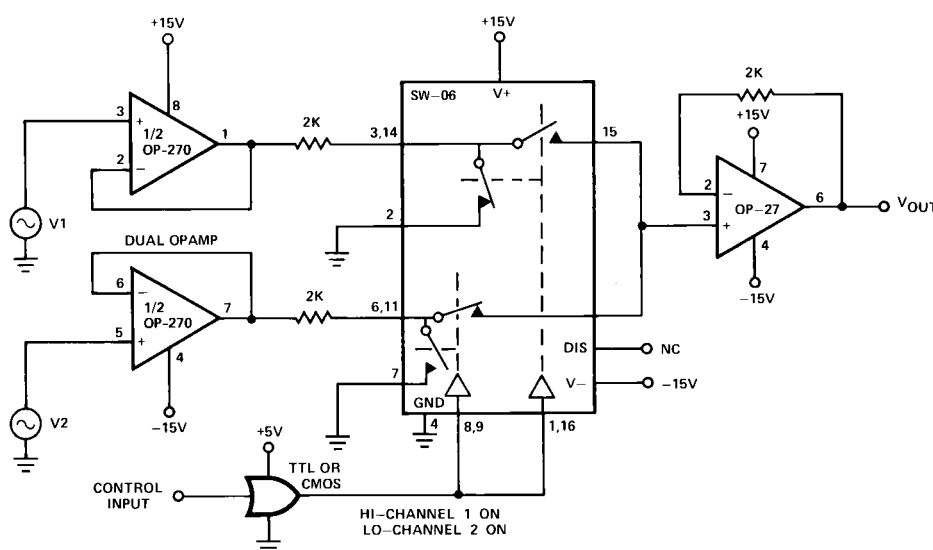 +15V
+15V
SW-06
V+
2K
+15V
3
+
1/2
OP-270
8
1
2
−
2K
3,14
15
7
2
−
OP-27
6
VOUT
3
+
4
−15V
V1
2
DUAL OPAMP
6
−
1/2
OP-270
7
5
+
4
−15V
2K
6,11
7
DIS
NC
V−
−15V
GND
4
8,9
1,16
V2
+5V
TTL OR
CMOS
CONTROL
INPUT
HI−CHANNEL 1 ON
LO−CHANNEL 2 ON